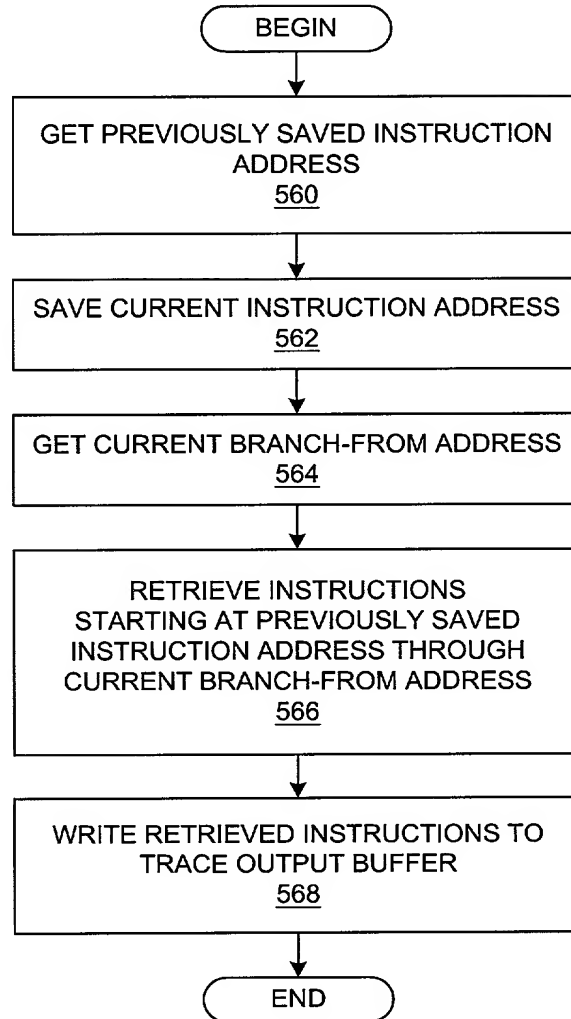 BEGIN
GET PREVIOUSLY SAVED INSTRUCTION
ADDRESS
560
SAVE CURRENT INSTRUCTION ADDRESS
562
GET CURRENT BRANCH-FROM ADDRESS
564
RETRIEVE INSTRUCTIONS
STARTING AT PREVIOUSLY SAVED
INSTRUCTION ADDRESS THROUGH
CURRENT BRANCH-FROM ADDRESS
566
WRITE RETRIEVED INSTRUCTIONS TO
TRACE OUTPUT BUFFER
568
END